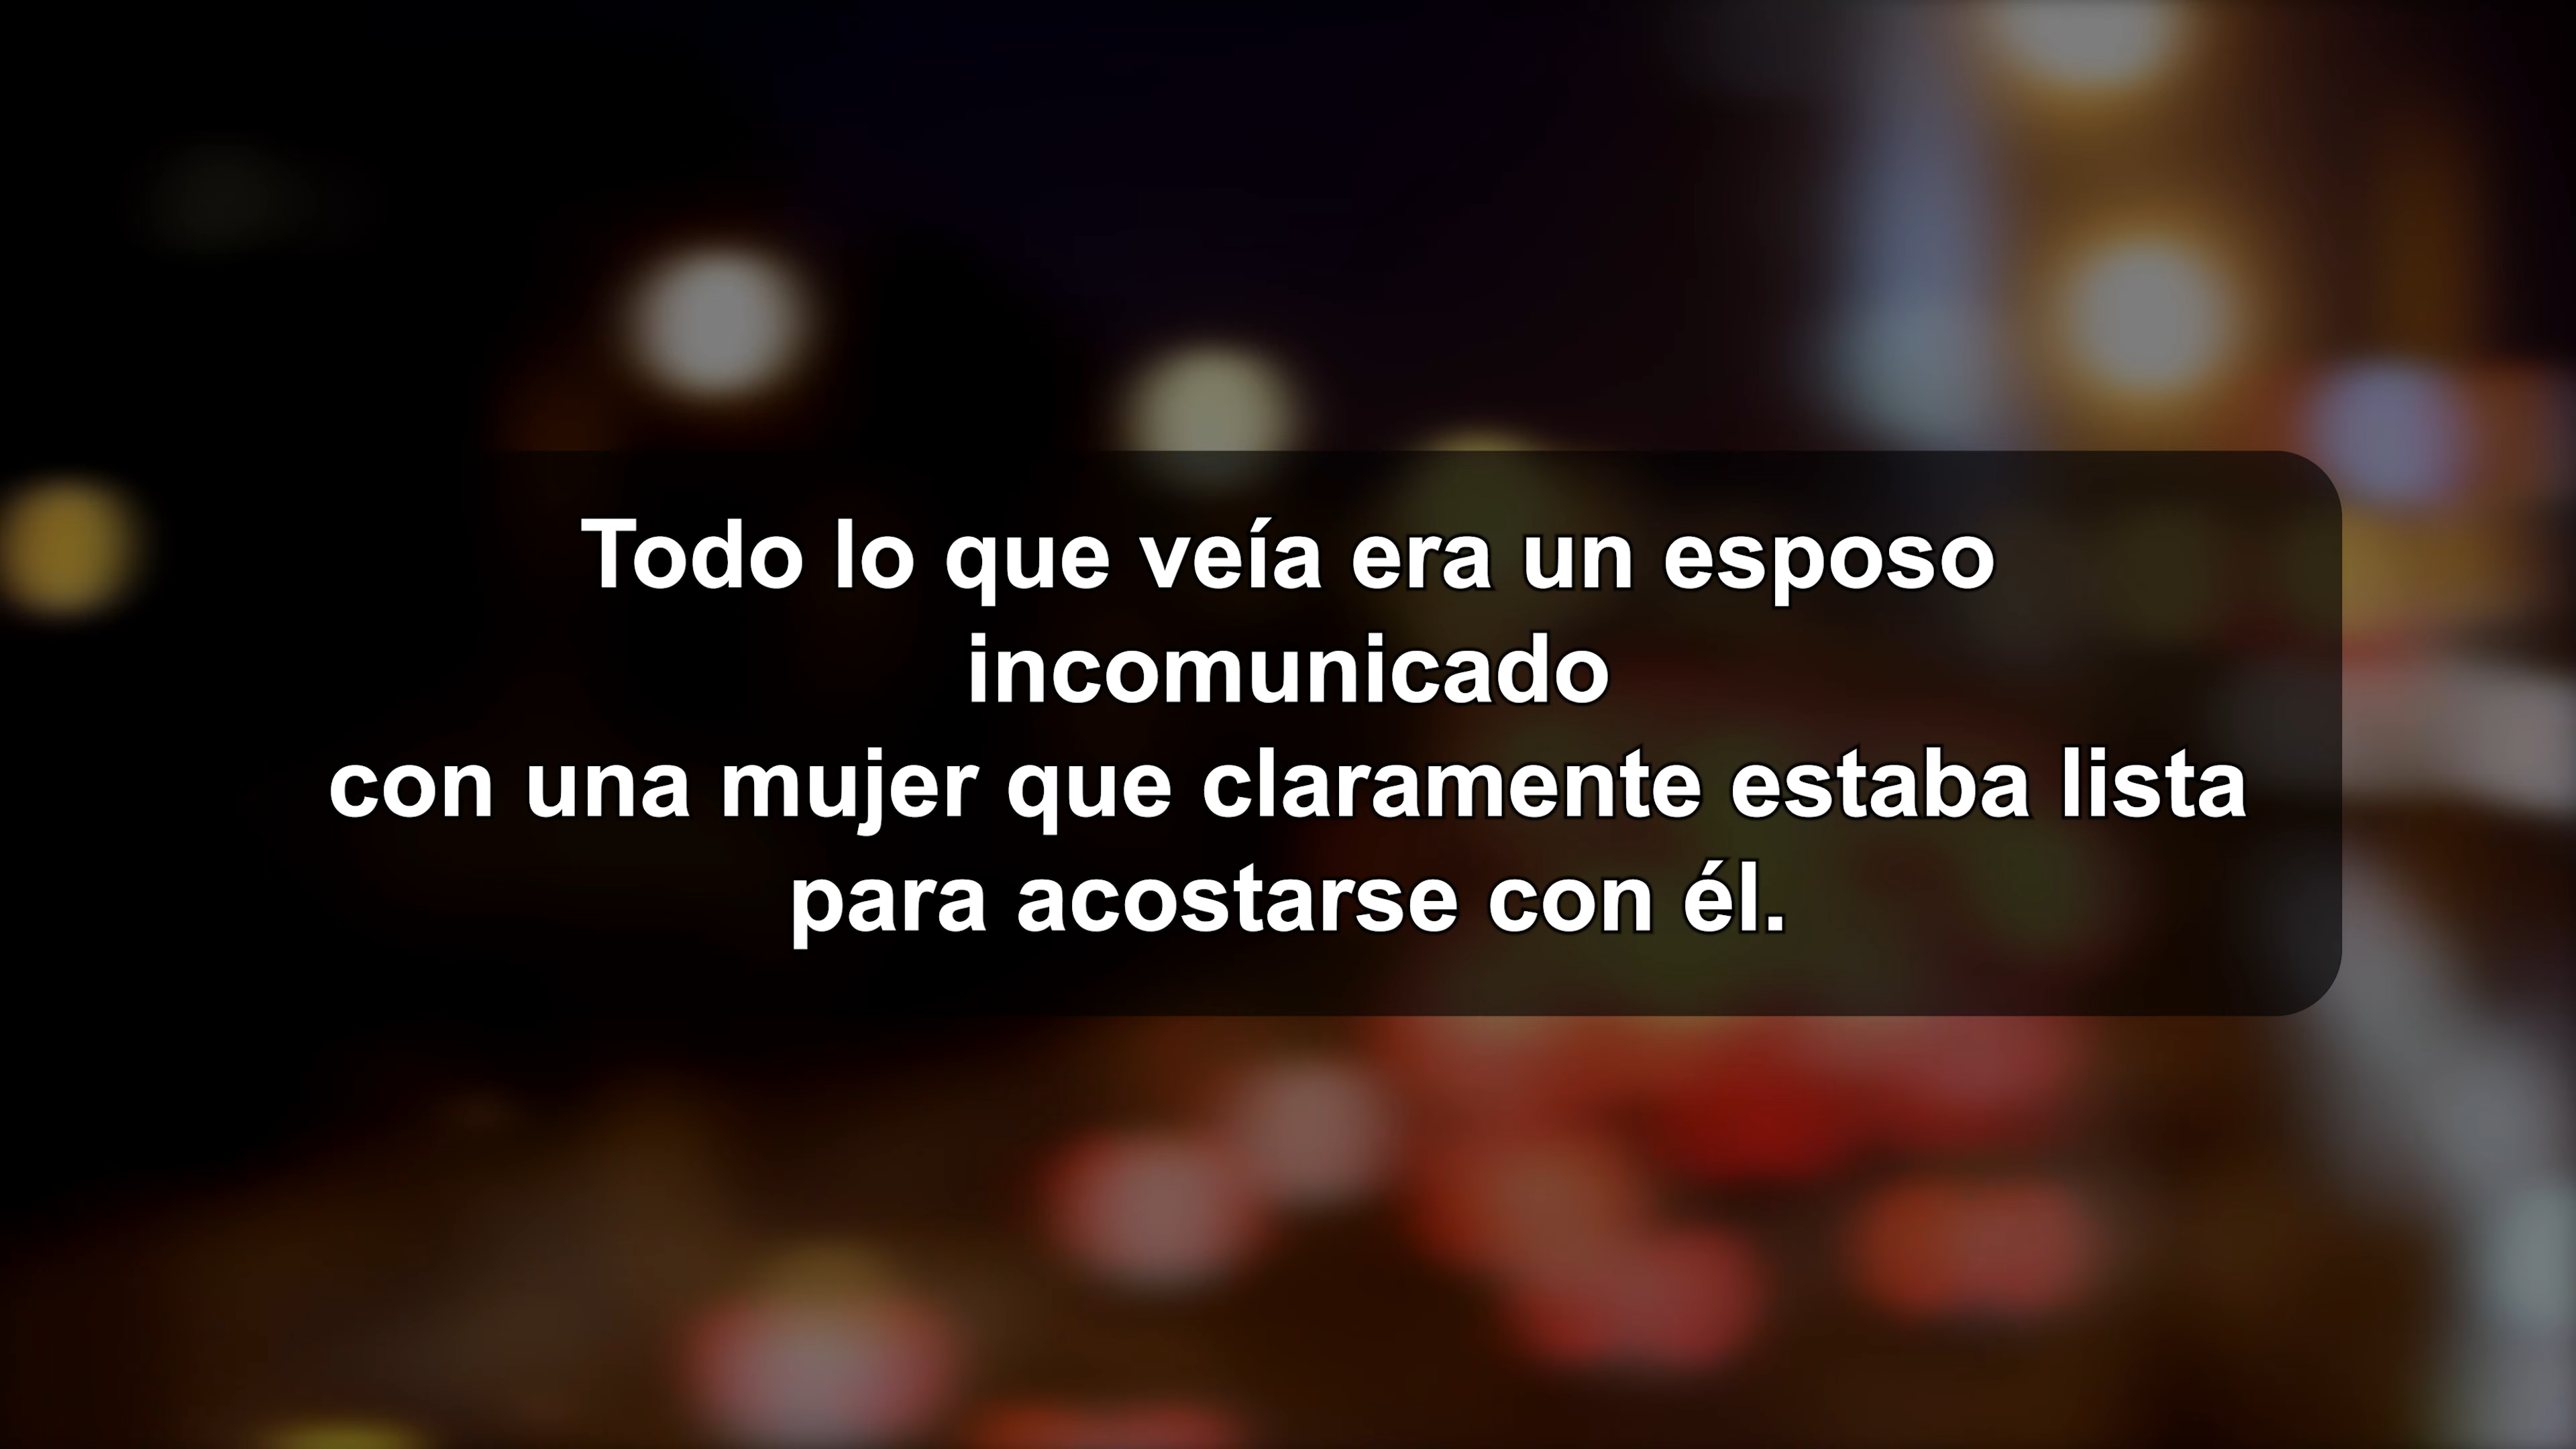 Todo lo que veía era un esposo
incomunicado
con una mujer que claramente estaba lista
para acostarse con él.